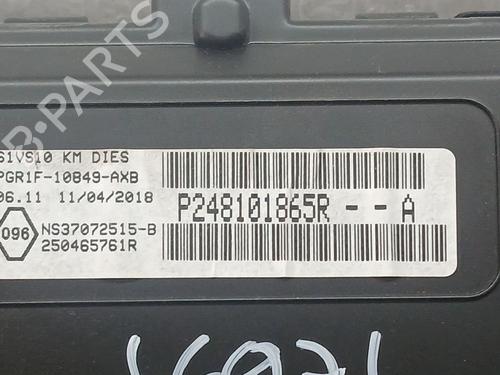 B-PARTS
S1VS10 KM DIES
PGR1F-10849-AXB
06.11 11/04/2018
P248101865R - - A
096
NS37072515-B
250465761R